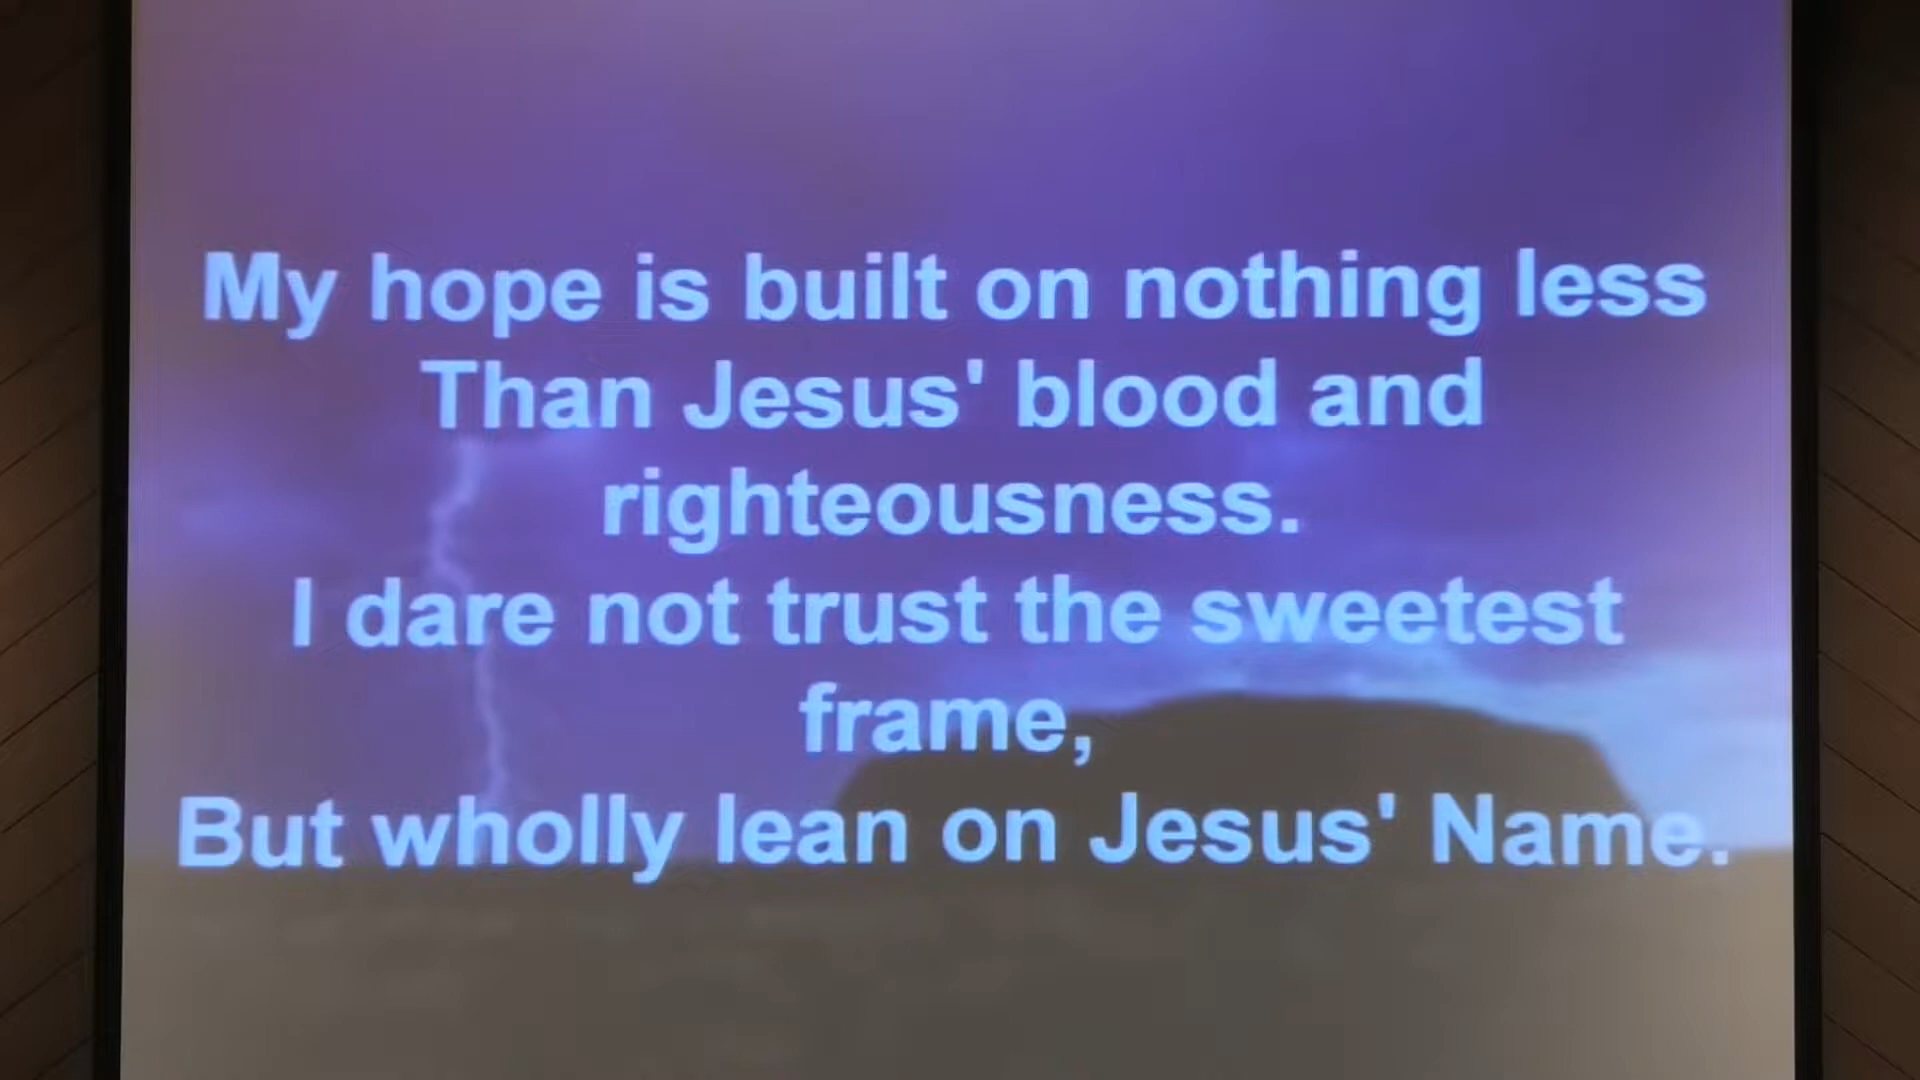 My hope is built on nothing less
Than Jesus' blood and
righteousness.
I dare not trust the sweetest
frame,
But wholly lean on Jesus' Name.